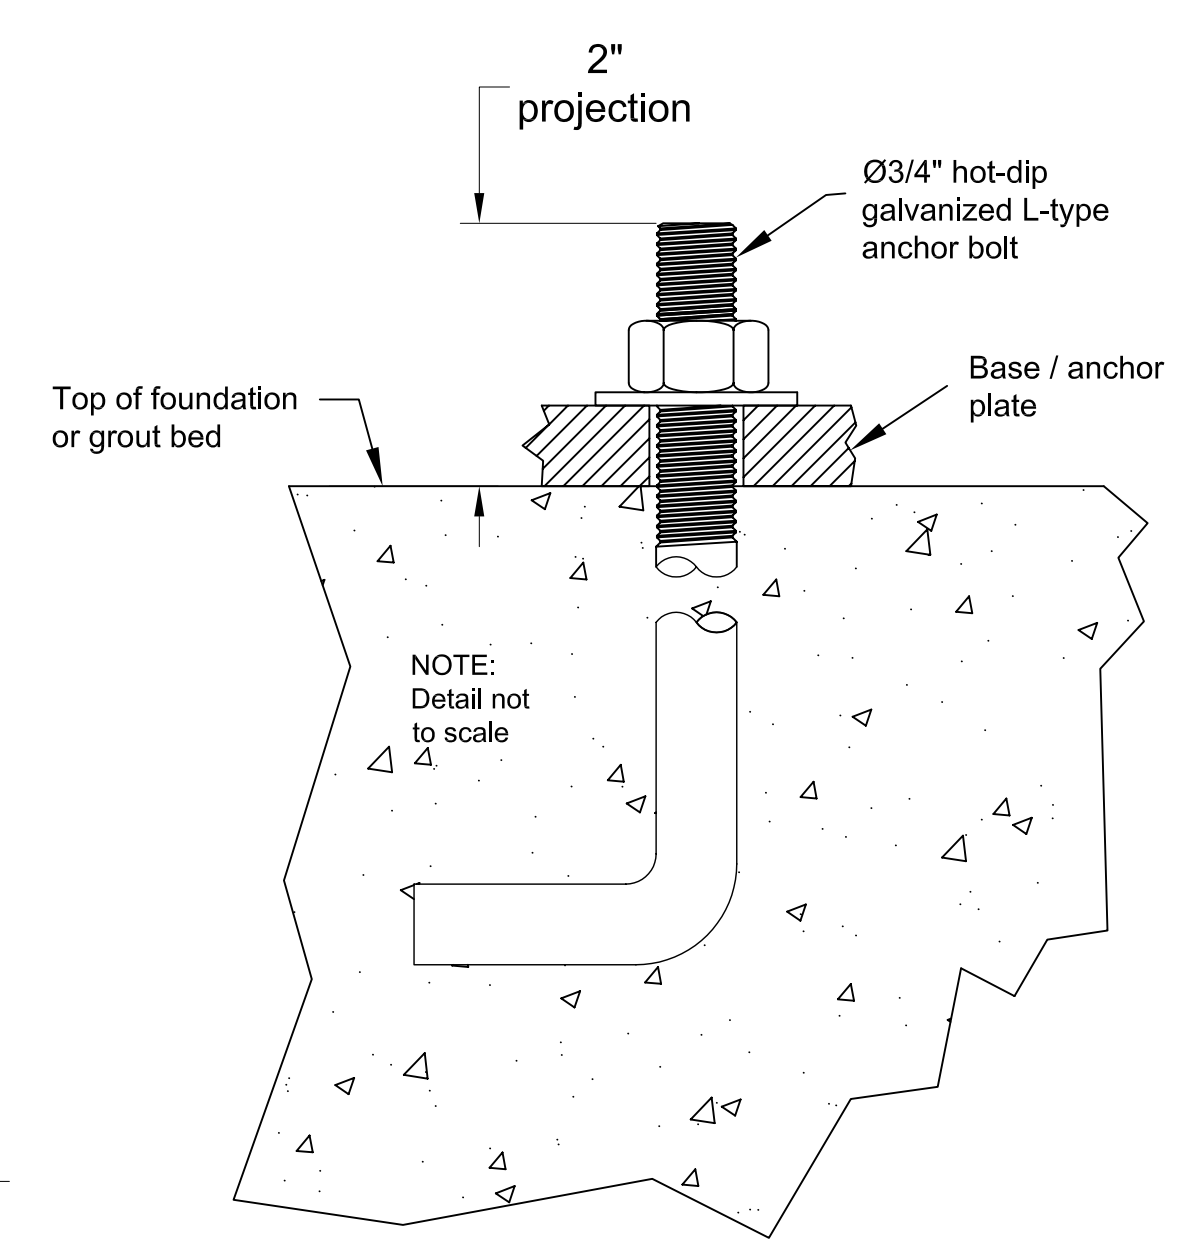 2"
projection
Ø3/4" hot-dip
galvanized L-type
anchor bolt
Base / anchor
plate
Top of foundation
or grout bed
NOTE:
Detail not
to scale